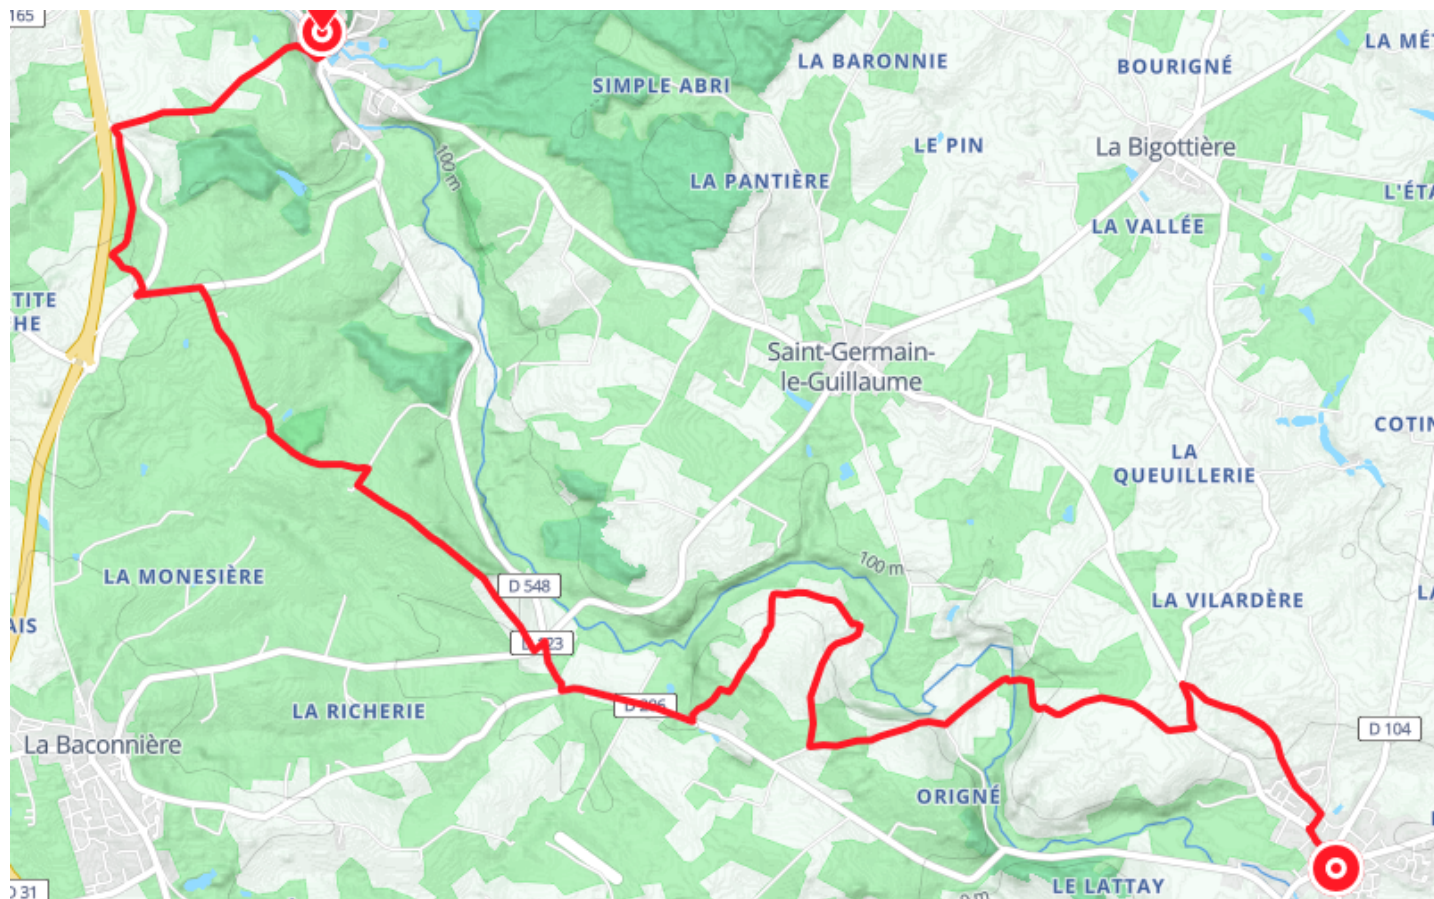 165
LA MÉ
LA BARONNIE
BOURIGNÉ
SIMPLE ABRI
LE PIN
La Bigottière
100 m
LA PANTIÈRE
L'ÉTA
LA VALLÉE
TITE
HE
Saint-Germain-
le-Guillaume
COTIN
LA
QUEUILLERIE
100 m
LA MONESIÈRE
D 548
LA VILARDÈRE
AIS
LA RICHERIE
D 104
La Baconnière
ORIGNÉ
LE LATTAY
D 31